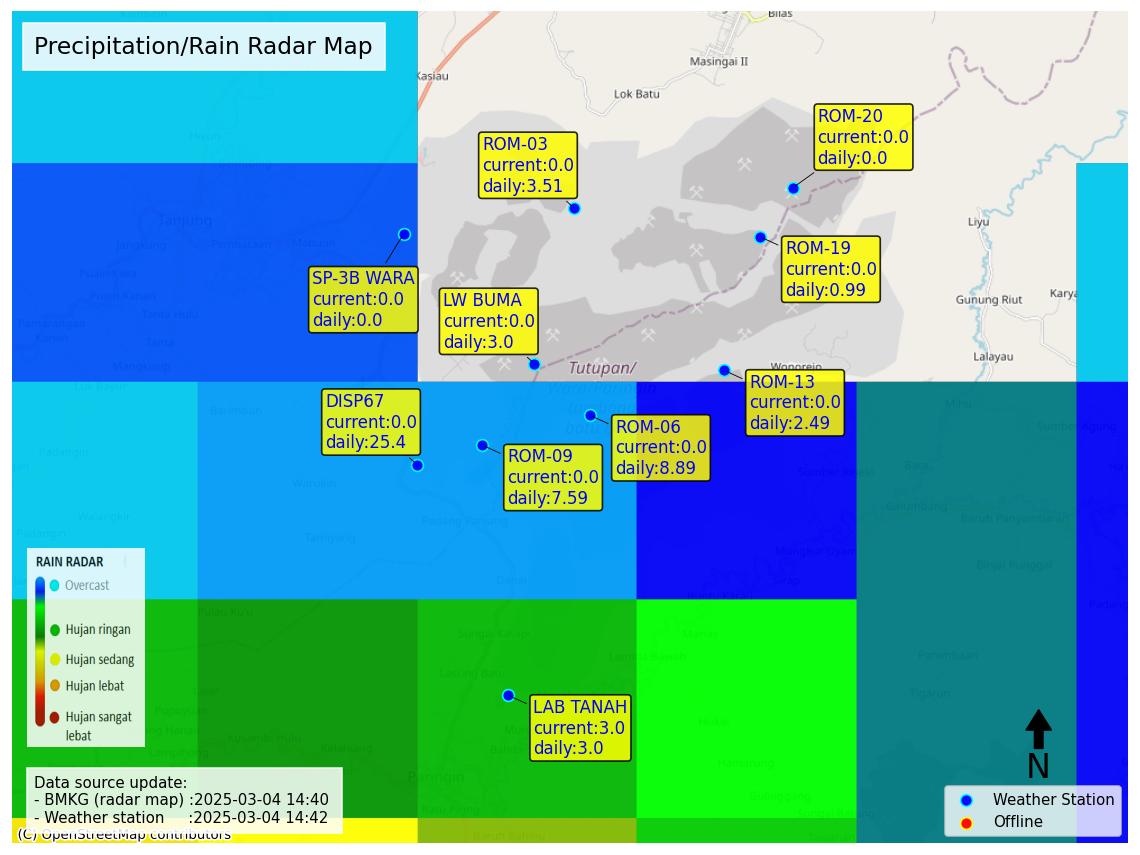 Precipitation/Rain Radar Map
Bilas
Masingai II
Kasiau
Lok Batu
ROM-20
current:0.0
daily:0.0
ROM-03
current:0.0
daily:3.51
Tanjung
Liyu
ROM-19
current:0.0
daily:0.99
SP-3B WARA
current:0.0
daily:0.0
LW BUMA
current:0.0
daily:3.0
Gunung Riut
Karya
Lalayau
Tutupan/
Wonorejo
ROM-13
current:0.0
daily:2.49
DISP67
current:0.0
daily:25.4
ROM-06
current:0.0
daily:8.89
ROM-09
current:0.0
daily:7.59
RAIN RADAR
Overcast
Hujan ringan
Hujan sedang
Hujan lebat
Hujan sangat
lebat
LAB TANAH
current:3.0
daily:3.0
Paringin
N
Data source update:
- BMKG (radar map) :2025-03-04 14:40
- Weather station :2025-03-04 14:42
(C) OpenStreetMap contributors
Weather Station
Offline